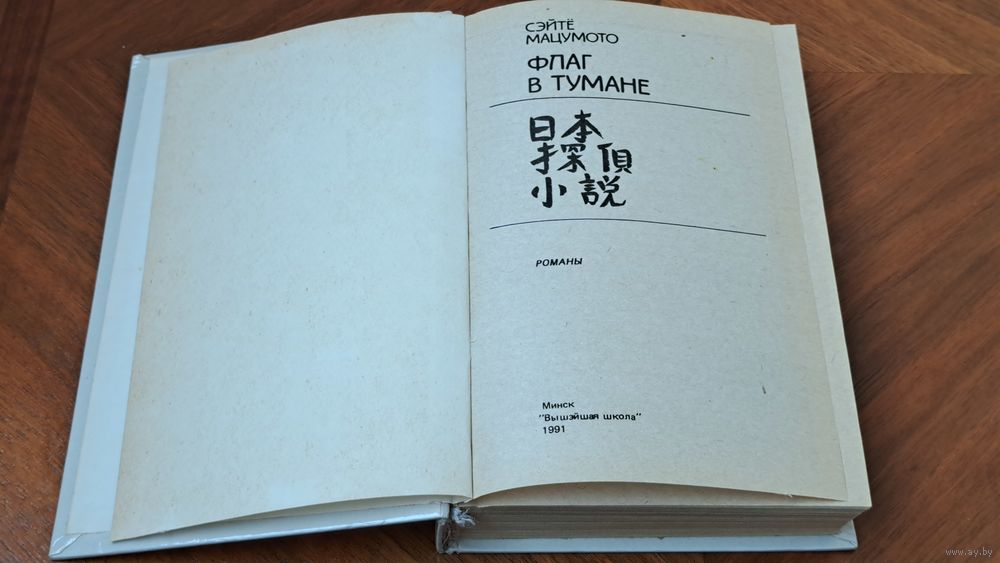 СЭЙТЁ
МАЦУМОТО
ФЛАГ
В ТУМАНЕ
日本
探偵
小説
РОМАНЫ
Минск
"Вышэйшая школа"
1991
www.ay.by